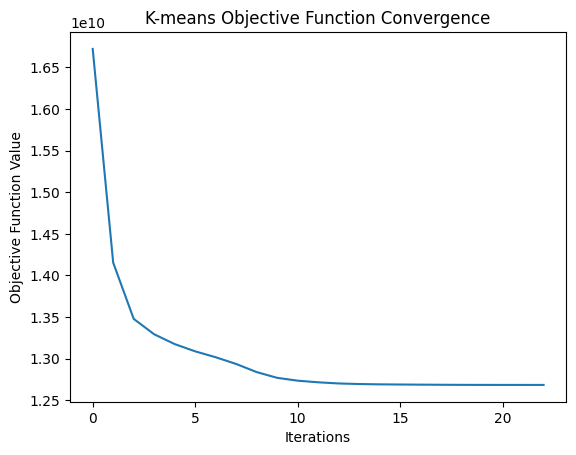 K-means Objective Function Convergence
1e10
1.65
1.60
1.55
1.50
1.45
1.40
1.35
1.30
1.25
Objective Function Value
0 5 10 15 20
Iterations